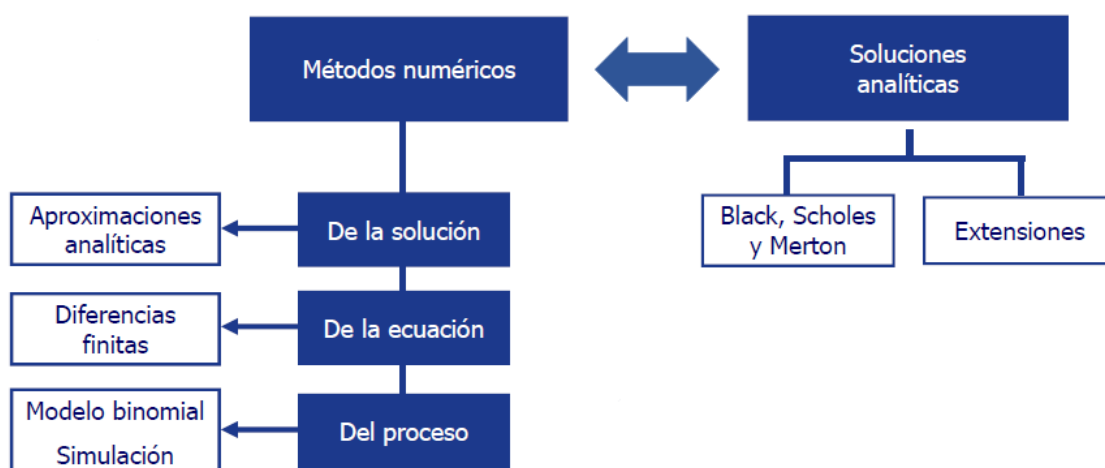 Métodos numéricos
Soluciones
analíticas
Aproximaciones
analíticas
De la solución
Black, Scholes
y Merton
Extensiones
Diferencias
finitas
De la ecuación
Modelo binomial
Simulación
Del proceso